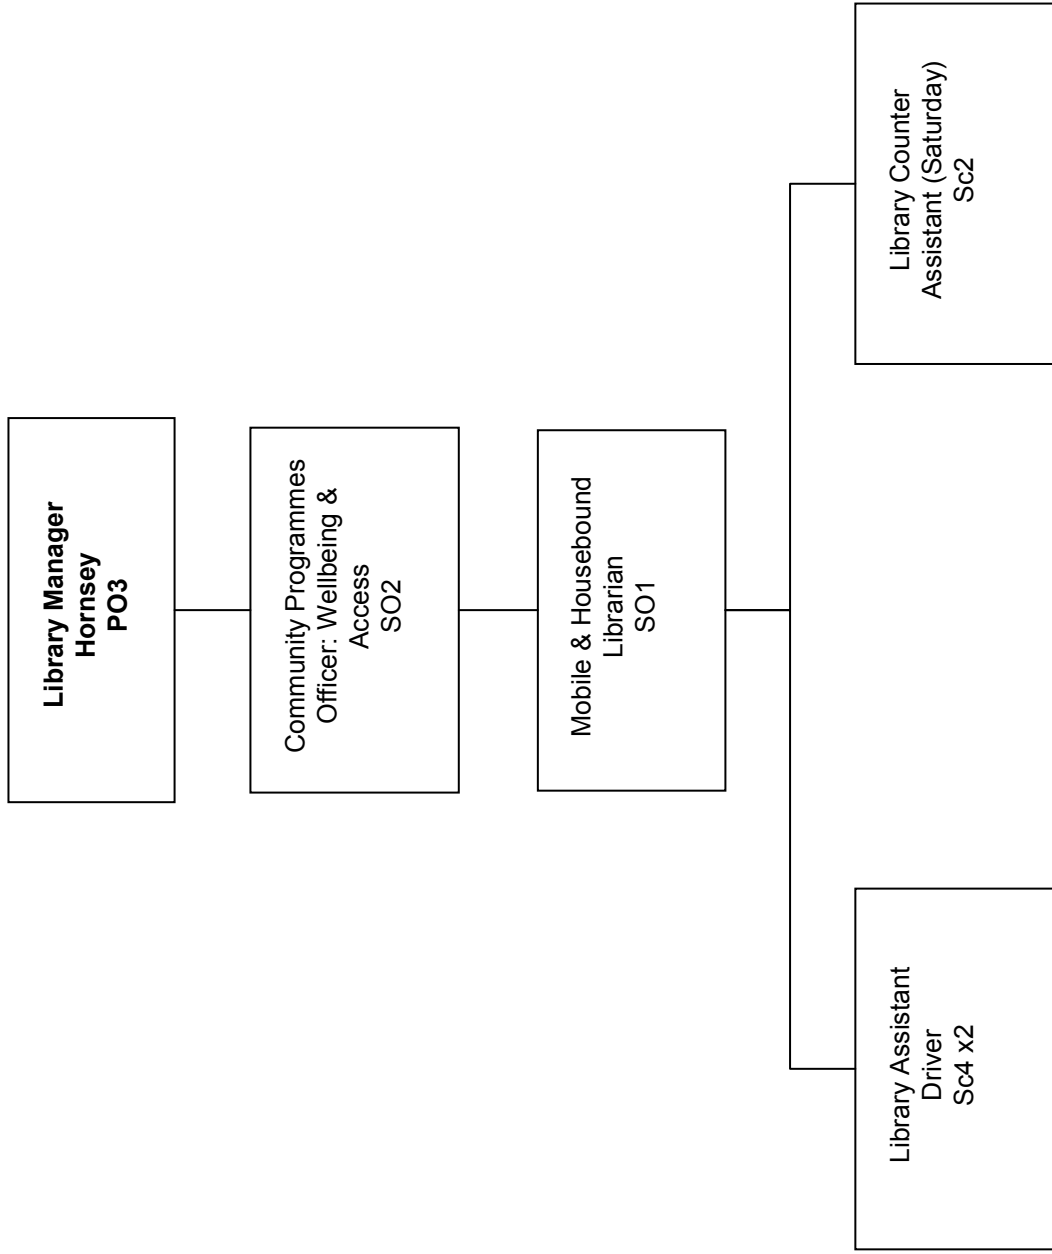 Library Manager
Hornsey
PO3
Community Programmes
Officer: Wellbeing &
Access
SO2
Mobile & Housebound
Librarian
SO1
Library Assistant
Driver
Sc4 x2
Library Counter
Assistant (Saturday)
Sc2